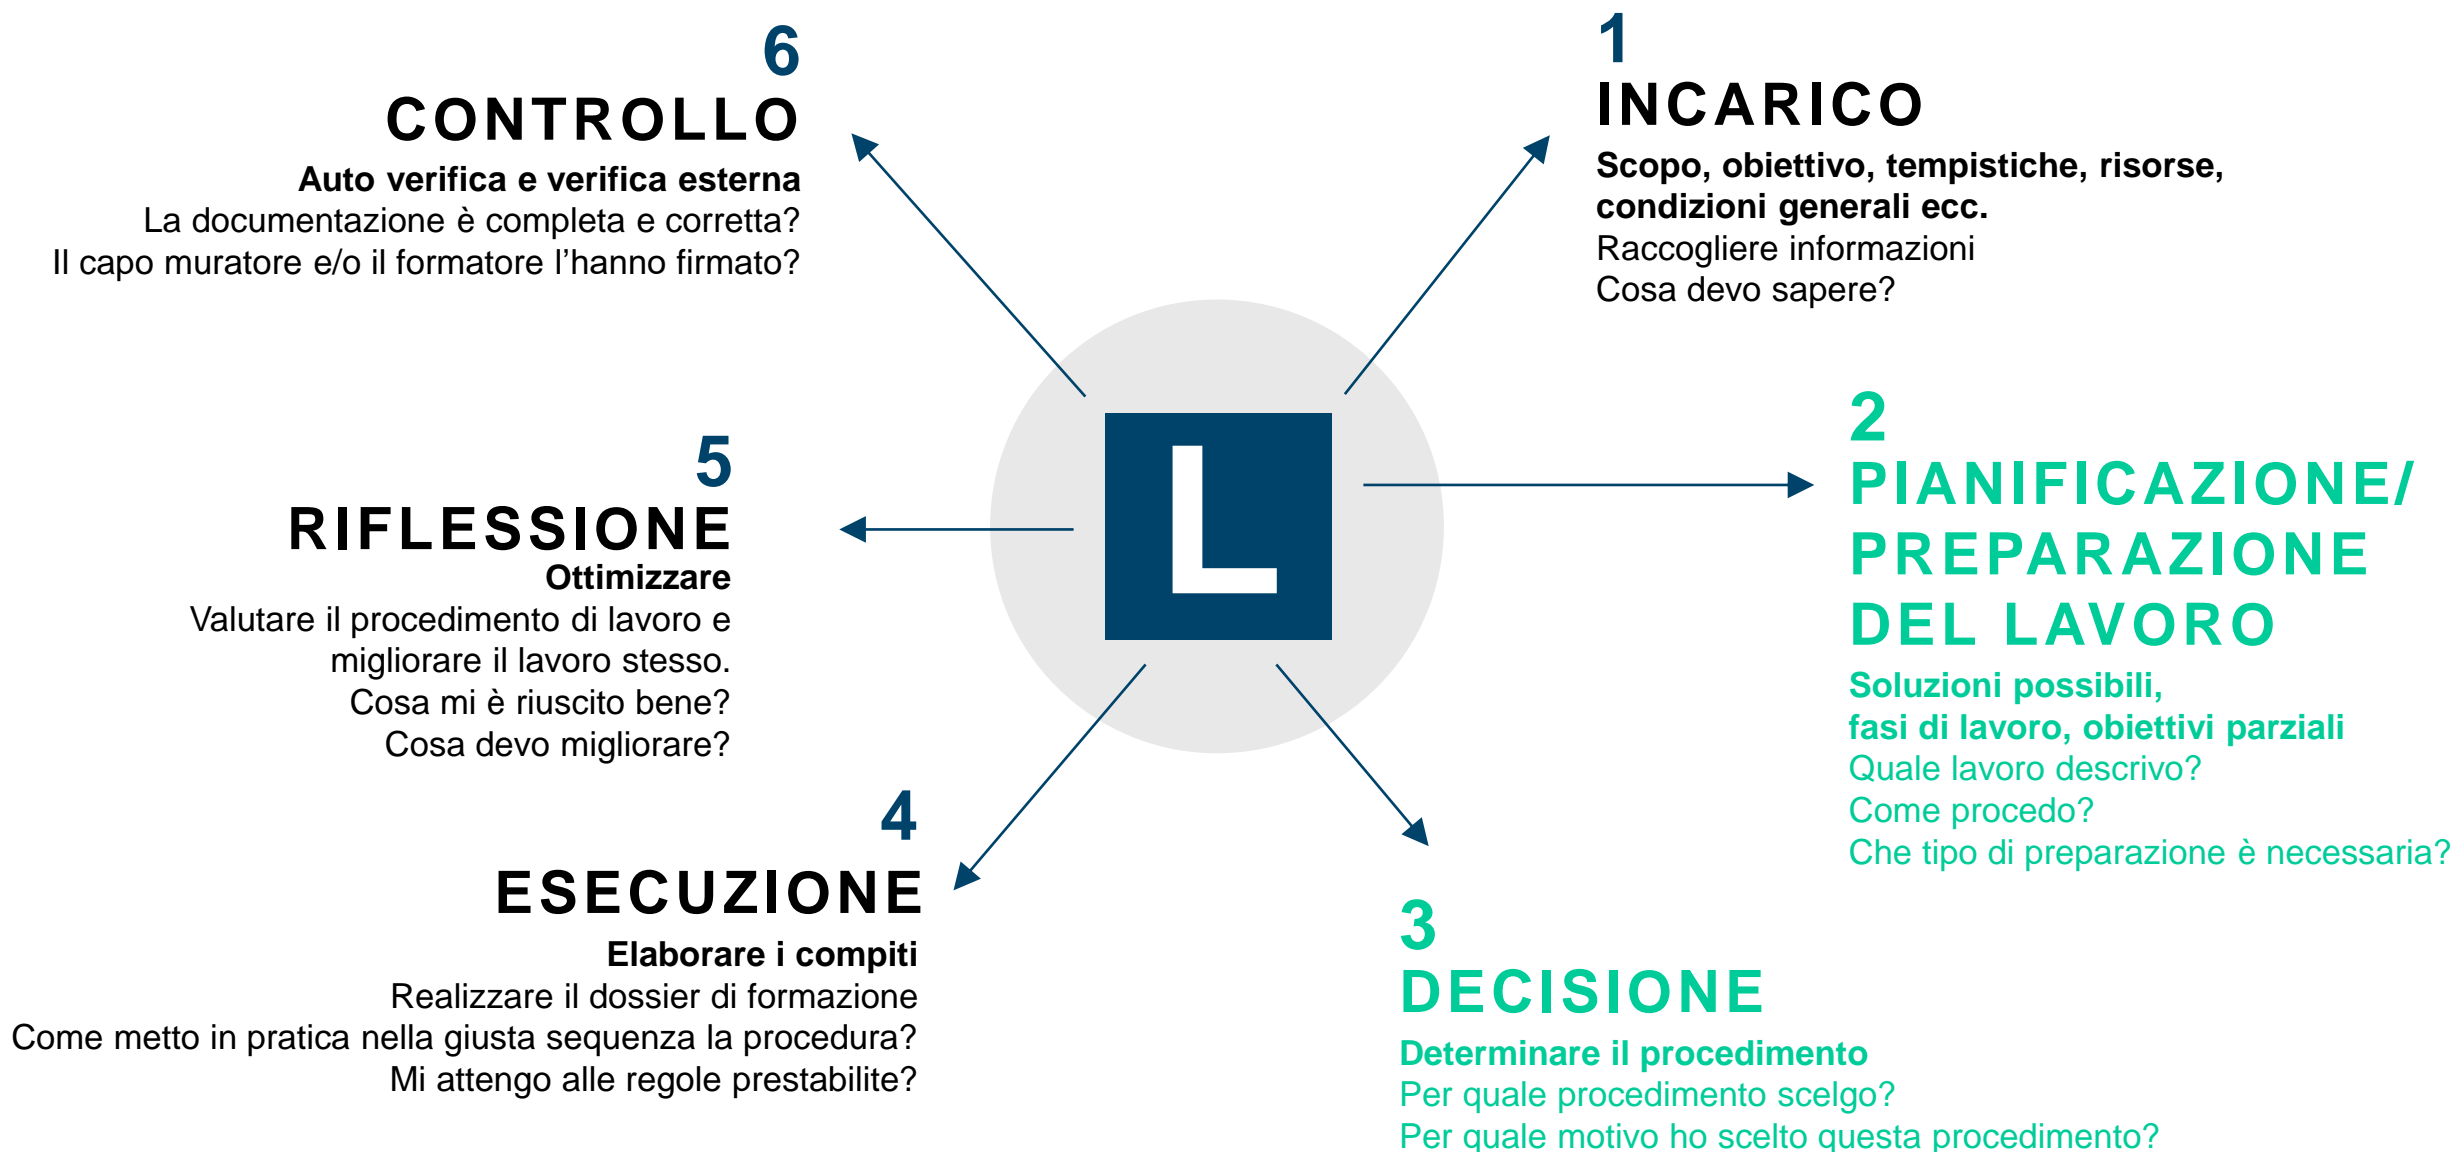 1
INCARICO
Scopo, obiettivo, tempistiche, risorse,
condizioni generali ecc.
Raccogliere informazioni
Cosa devo sapere?
2
PIANIFICAZIONE/
PREPARAZIONE
DEL LAVORO
Soluzioni possibili,
fasi di lavoro, obiettivi parziali
Quale lavoro descrivo?
Come procedo?
Che tipo di preparazione è necessaria?
3
DECISIONE
Determinare il procedimento
Per quale procedimento scelgo?
Per quale motivo ho scelto questa procedimento?
4
ESECUZIONE
Elaborare i compiti
Realizzare il dossier di formazione
Come metto in pratica nella giusta sequenza la procedura?
Mi attengo alle regole prestabilite?
5
RIFLESSIONE
Ottimizzare
Valutare il procedimento di lavoro e
migliorare il lavoro stesso.
Cosa mi è riuscito bene?
Cosa devo migliorare?
6
CONTROLLO
Auto verifica e verifica esterna
La documentazione è completa e corretta?
Il capo muratore e/o il formatore l'hanno firmato?
L